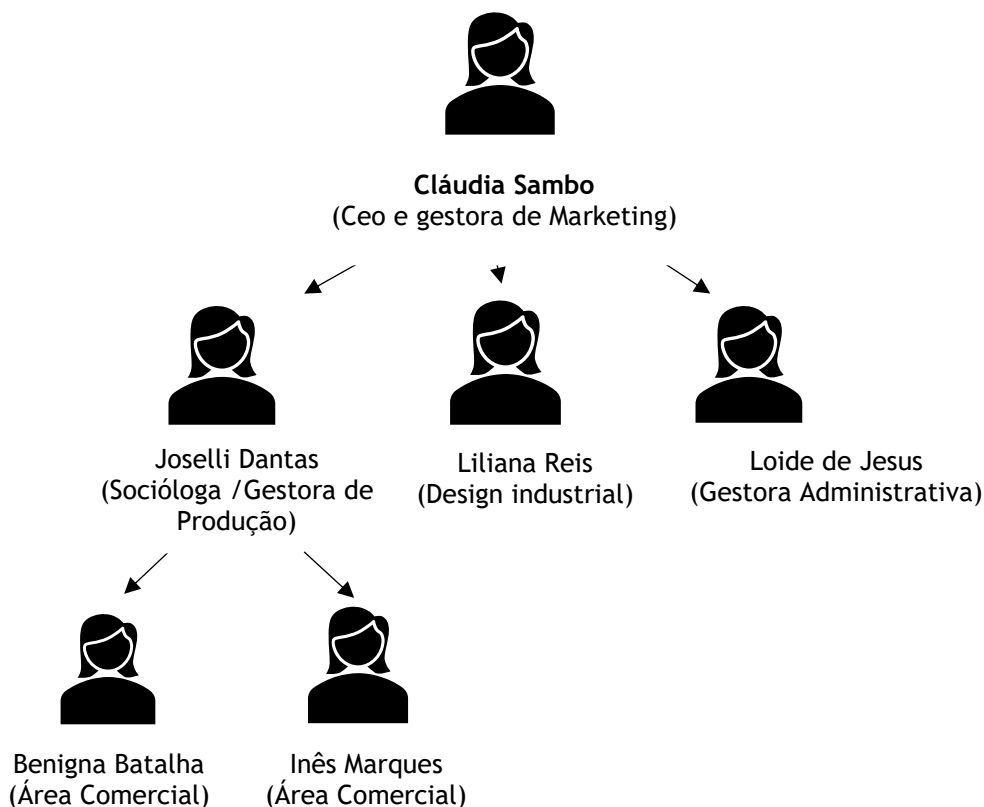 Cláudia Sambo
(Ceo e gestora de Marketing)
Joselli Dantas
(Socióloga /Gestora de
Produção)
Liliana Reis
(Design industrial)
Loide de Jesus
(Gestora Administrativa)
Benigna Batalha
(Área Comercial)
Inês Marques
(Área Comercial)